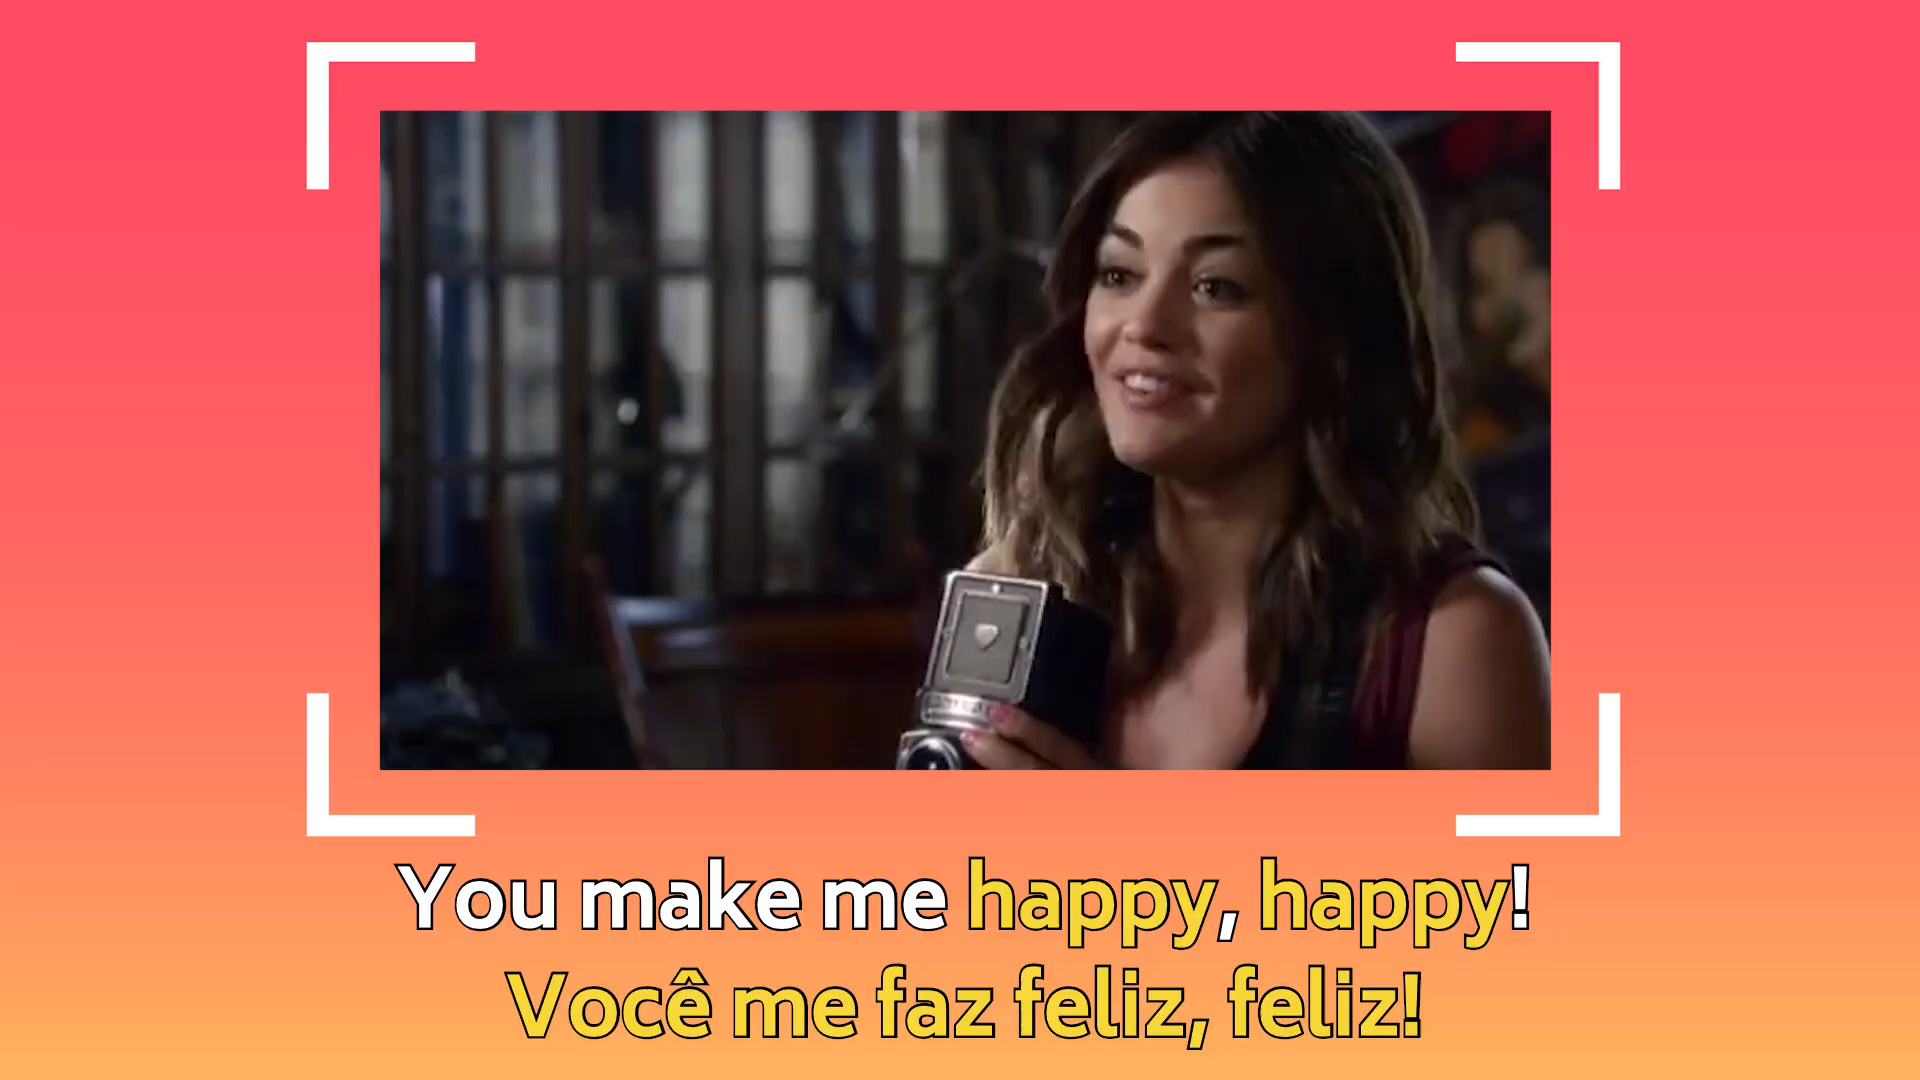 You make me happy, happy!
Você me faz feliz, feliz!